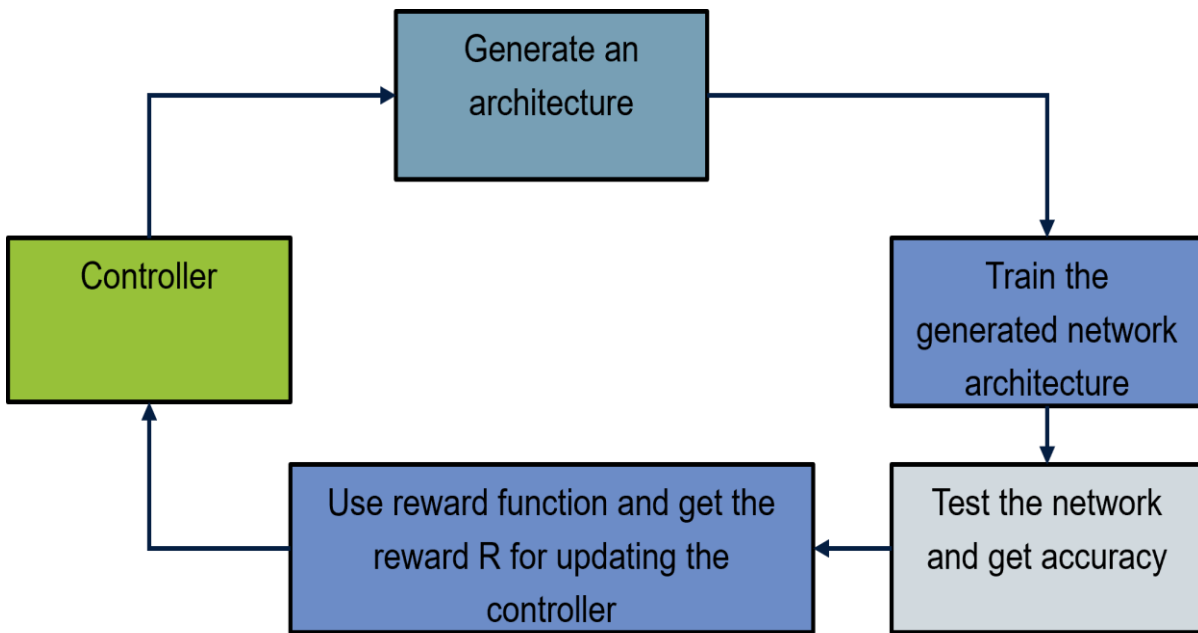 Generate an
architecture
Controller
Train the
generated network
architecture
Use reward function and get the
reward R for updating the
controller
Test the network
and get accuracy